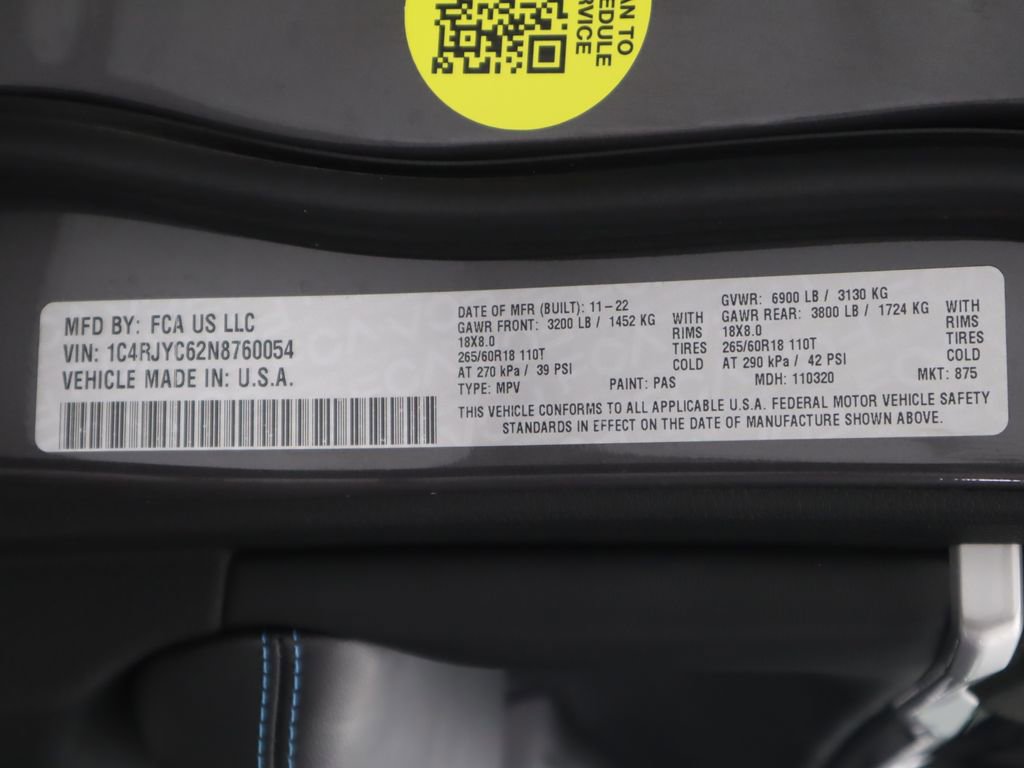 AN TO
EDULE
RVICE
MFD BY: FCA US LLC
VIN: 1C4RJYC62N8760054
VEHICLE MADE IN: U.S.A.
DATE OF MFR (BUILT): 11-22
GAWR FRONT: 3200 LB / 1452 KG
18X8.0
265/60R18 110T
AT 270 kPa / 39 PSI
TYPE: MPV
PAINT: PAS
WITH
RIMS
TIRES
COLD
GVWR: 6900 LB / 3130 KG
GAWR REAR: 3800 LB / 1724 KG
18X8.0
265/60R18 110T
AT 290 kPa / 42 PSI
MDH: 110320
WITH
RIMS
TIRES
COLD
MKT: 875
THIS VEHICLE CONFORMS TO ALL APPLICABLE U.S.A. FEDERAL MOTOR VEHICLE SAFETY
STANDARDS IN EFFECT ON THE DATE OF MANUFACTURE SHOWN ABOVE.